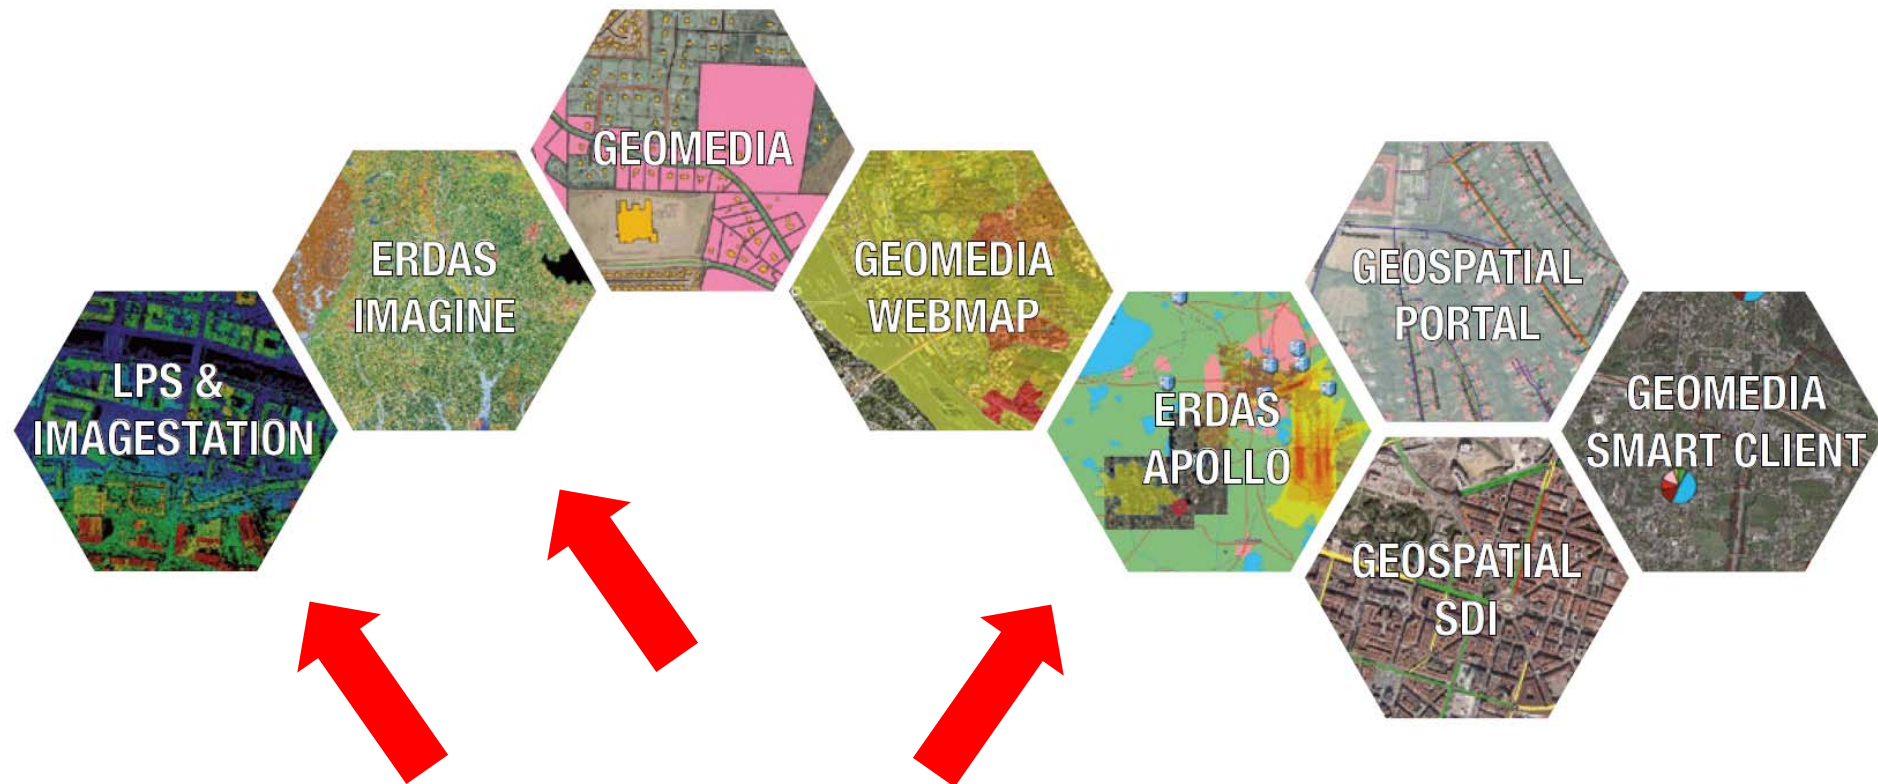 LPS &
IMAGESTATION
ERDAS
IMAGINE
GEOMEDIA
GEOMEDIA
WEBMAP
ERDAS
APOLLO
GEOSPATIAL
PORTAL
GEOSPATIAL
SDI
GEOMEDIA
SMART CLIENT